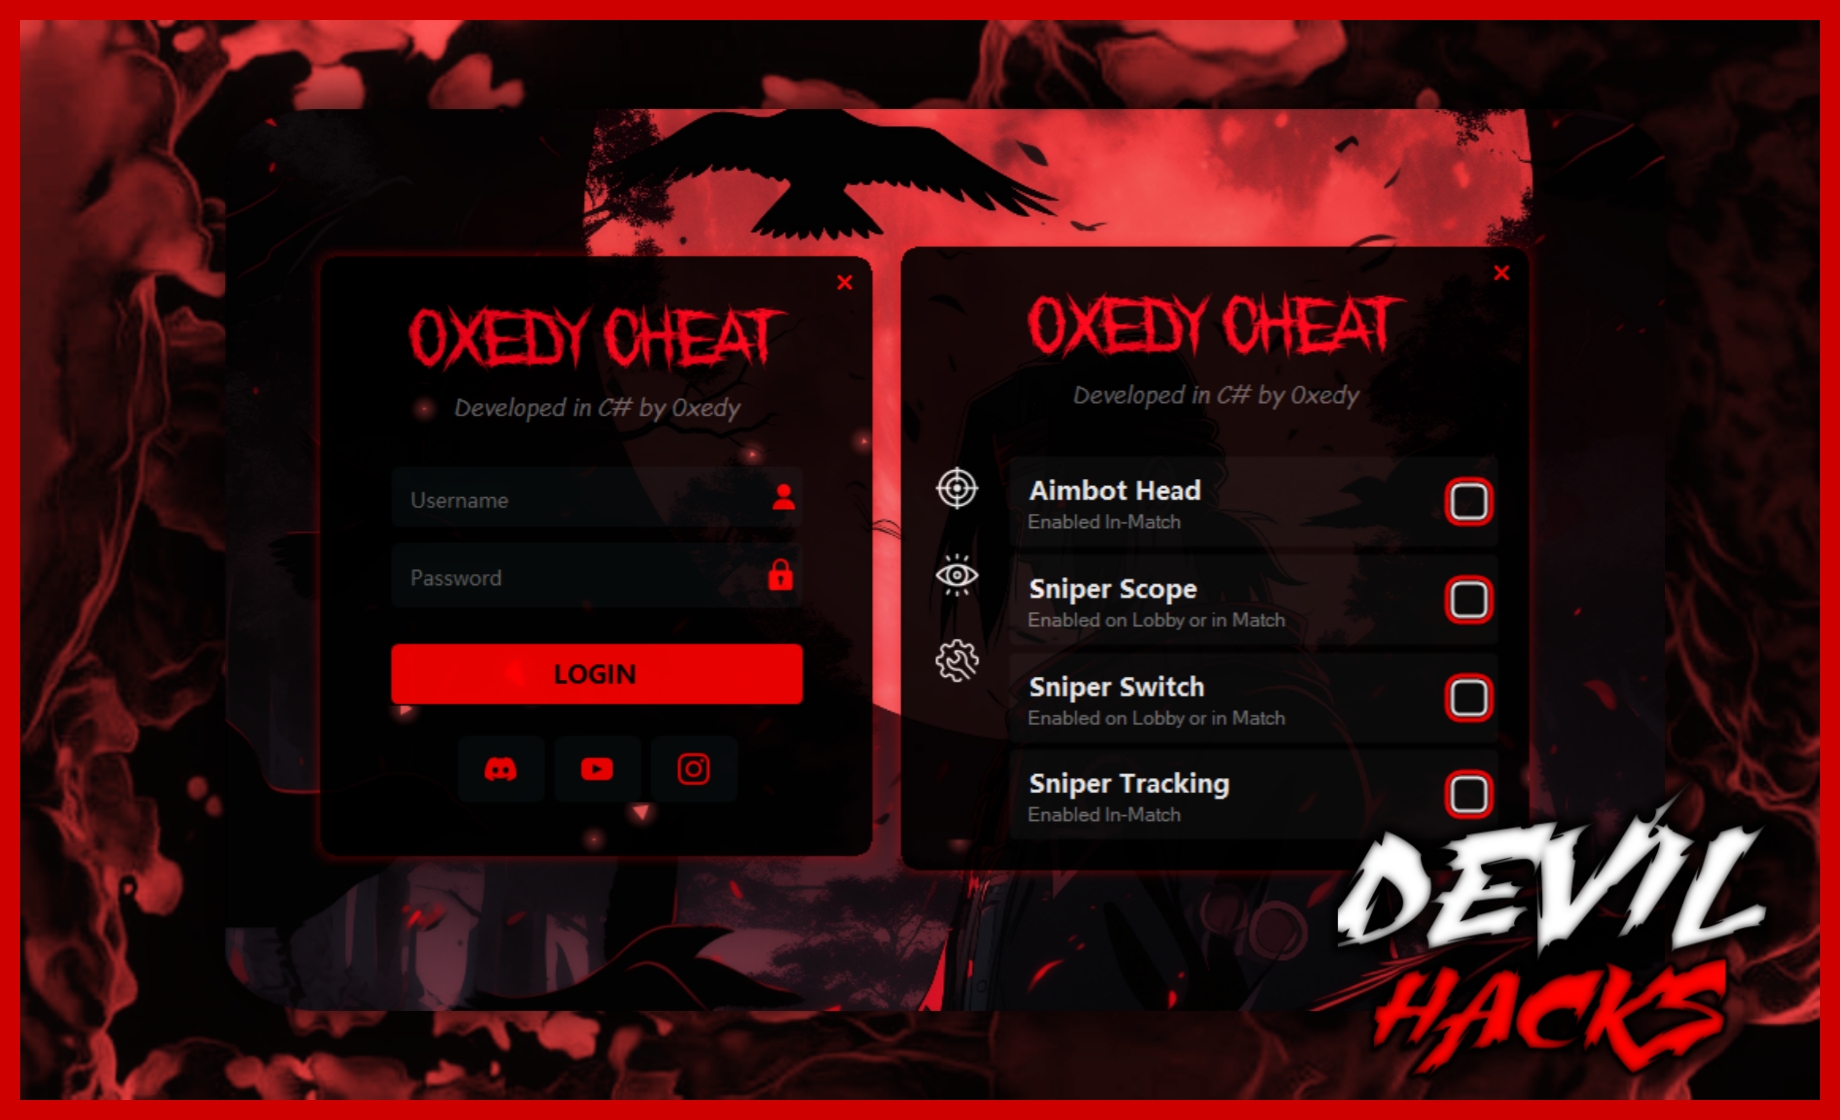 OXEDY CHEAT
Developed in C# by Oxedy
Username
Password
LOGIN
OXEDY CHEAT
Developed in C# by Oxedy
Aimbot Head
Enabled In-Match
Sniper Scope
Enabled on Lobby or in Match
Sniper Switch
Enabled on Lobby or in Match
Sniper Tracking
Enabled In-Match
DEVIL
HACKS